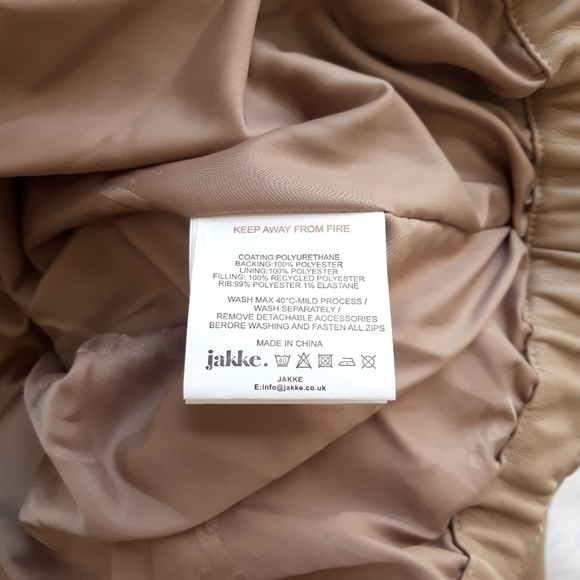 KEEP AWAY FROM FIRE
COATING:POLYURETHANE
BACKING:100% POLYESTER
LINING:100% POLYESTER
FILLING: 100% RECYCLED POLYESTER
RIB:99% POLYESTER 1% ELASTANE
WASH MAX 40°C-MILD PROCESS /
WASH SEPARATELY /
REMOVE DETACHABLE ACCESSORIES
BERORE WASHING AND FASTEN ALL ZIPS
MADE IN CHINA
jakke. 40
JAKKE
E:info@jakke.co.uk